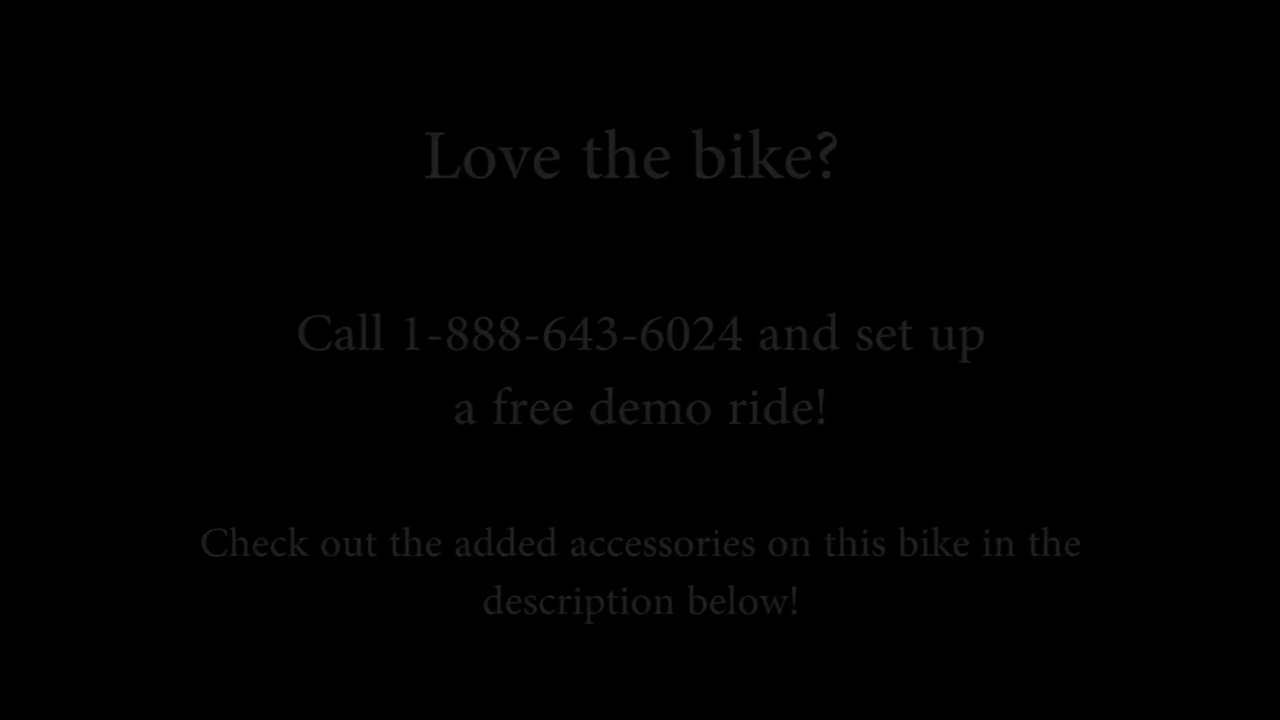 Love the bike?
Call 1-888-643-6024 and set up
a free demo ride!
Check out the added accessories on this bike in the
description below!